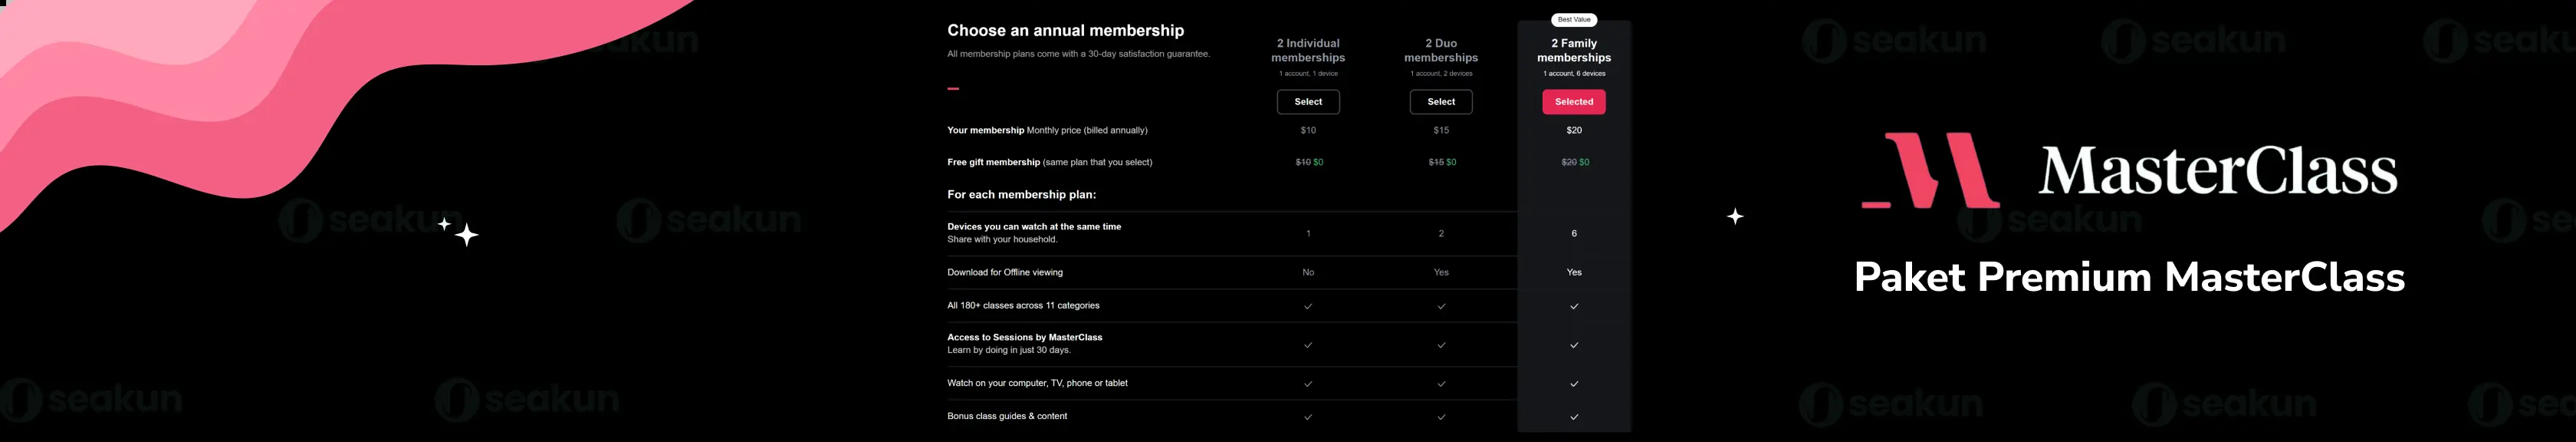 Choose an annual membership
All membership plans come with a 30-day satisfaction guarantee.
Best Value
2 Individual memberships
1 account, 1 device
Select
2 Duo memberships
1 account, 2 devices
Select
2 Family memberships
1 account, 6 devices
Selected
Your membership Monthly price (billed annually) $10 $15 $20
Free gift membership (same plan that you select) $10 $0 $15 $0 $20 $0
For each membership plan:
Devices you can watch at the same time 1 2 6
Share with your household.
Download for Offline viewing No Yes Yes
All 180+ classes across 11 categories ✓ ✓ ✓
Access to Sessions by MasterClass ✓ ✓ ✓
Learn by doing in just 30 days.
Watch on your computer, TV, phone or tablet ✓ ✓ ✓
Bonus class guides & content ✓ ✓ ✓
MasterClass
Paket Premium MasterClass
seakun
seakun
seakun
seakun
seakun
seakun
seakun
seakun
seakun
seakun